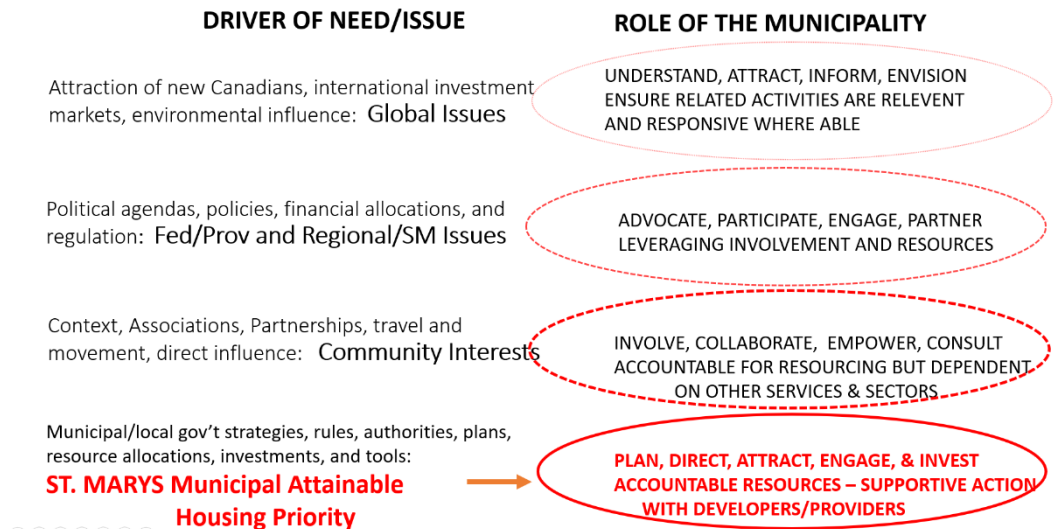 DRIVER OF NEED/ISSUE
ROLE OF THE MUNICIPALITY
Attraction of new Canadians, international investment
markets, environmental influence: Global Issues
UNDERSTAND, ATTRACT, INFORM, ENVISION
ENSURE RELATED ACTIVITIES ARE RELEVENT
AND RESPONSIVE WHERE ABLE
Political agendas, policies, financial allocations, and
regulation: Fed/Prov and Regional/SM Issues
ADVOCATE, PARTICIPATE, ENGAGE, PARTNER
LEVERAGING INVOLVEMENT AND RESOURCES
Context, Associations, Partnerships, travel and
movement, direct influence: Community Interests
INVOLVE, COLLABORATE, EMPOWER, CONSULT
ACCOUNTABLE FOR RESOURCING BUT DEPENDENT
ON OTHER SERVICES & SECTORS
Municipal/local gov’t strategies, rules, authorities, plans,
resource allocations, investments, and tools:
ST. MARYS Municipal Attainable
Housing Priority
PLAN, DIRECT, ATTRACT, ENGAGE, & INVEST
ACCOUNTABLE RESOURCES – SUPPORTIVE ACTION
WITH DEVELOPERS/PROVIDERS